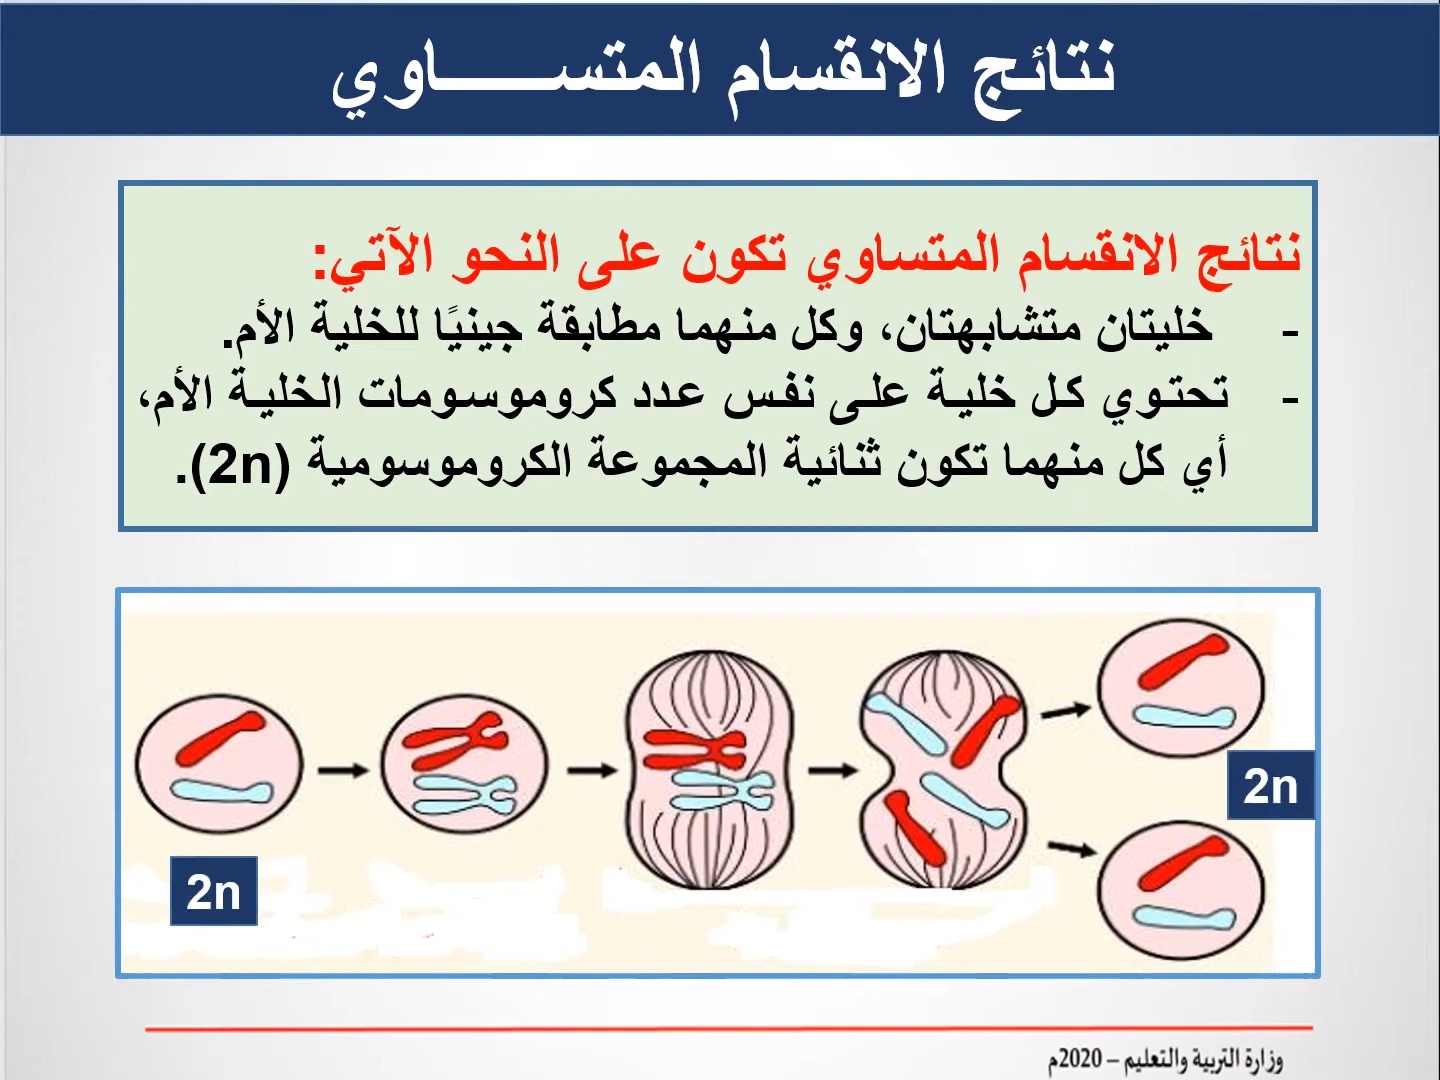 نتائج الانقسام المتســـــــاوي
نتائج الانقسام المتساوي تكون على النحو الآتي:
- خليتان متشابهتان، وكل منهما مطابقة جينيًا للخلية الأم.
- تحتوي كل خلية على نفس عدد كروموسومات الخلية الأم،
أي كل منهما تكون ثنائية المجموعة الكروموسومية (2n).
2n
2n
وزارة التربية والتعليم – 2020م